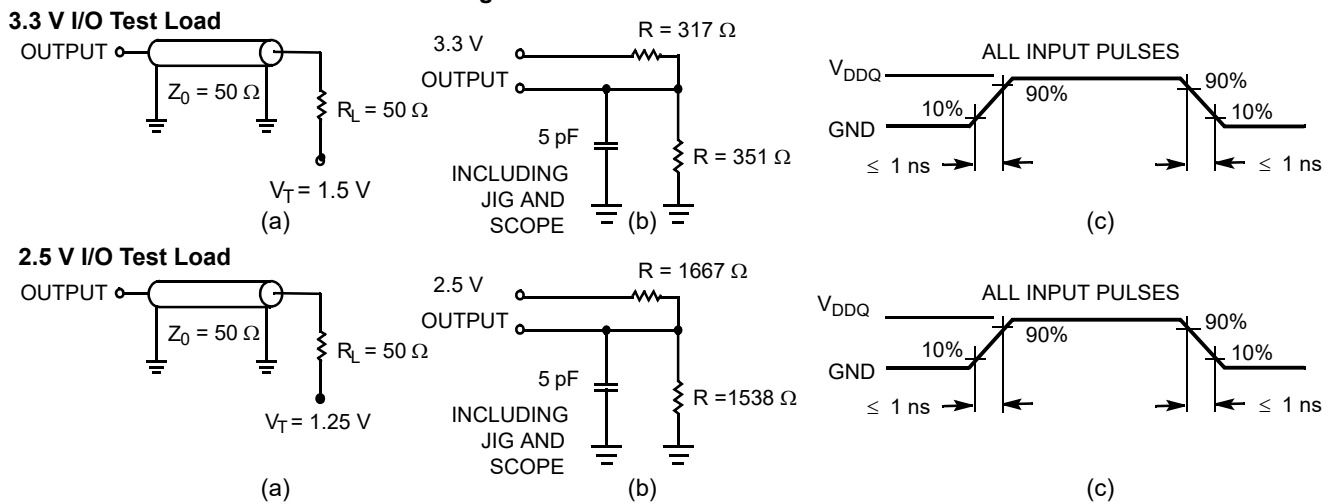 3.3 V I/O Test Load
OUTPUT
Z0 = 50 Ω
RL = 50 Ω
VT = 1.5 V
(a)
3.3 V
OUTPUT
R = 317 Ω
5 pF
R = 351 Ω
INCLUDING
JIG AND
SCOPE
(b)
ALL INPUT PULSES
VDDQ
GND
10%
90%
90%
10%
≤ 1 ns
≤ 1 ns
(c)
2.5 V I/O Test Load
OUTPUT
Z0 = 50 Ω
RL = 50 Ω
VT = 1.25 V
(a)
2.5 V
OUTPUT
R = 1667 Ω
5 pF
R =1538 Ω
INCLUDING
JIG AND
SCOPE
(b)
ALL INPUT PULSES
VDDQ
GND
10%
90%
90%
10%
≤ 1 ns
≤ 1 ns
(c)